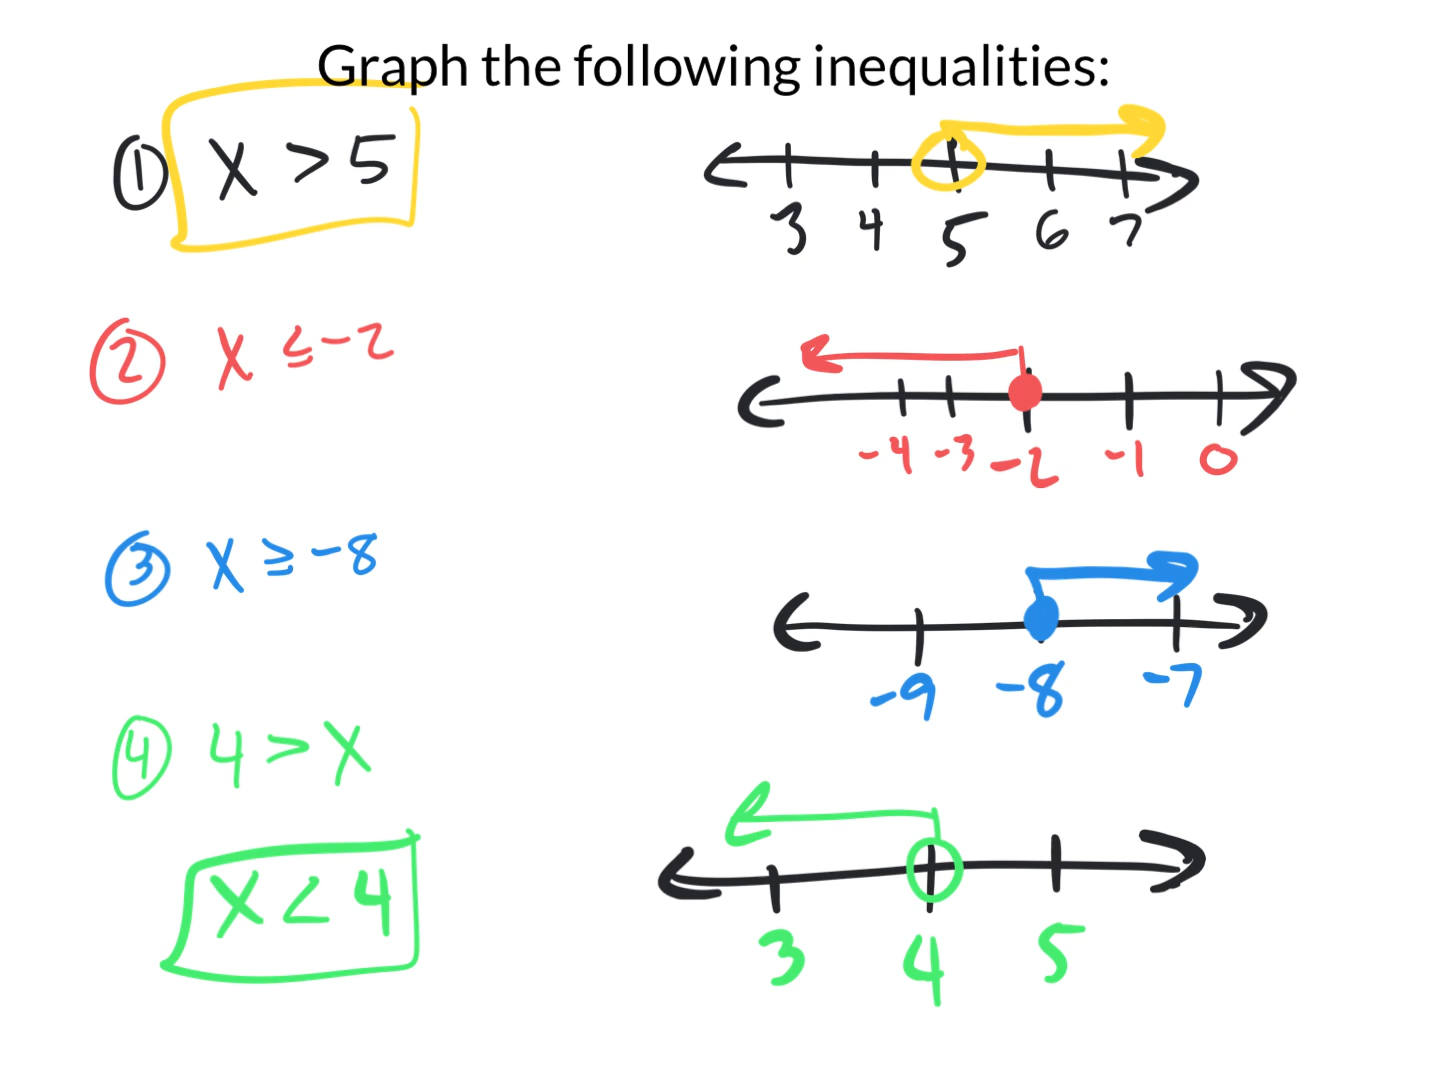 Graph the following inequalities:
① x > 5
3 4 5 6 7
② x ≤ -2
-4 -3 -2 -1 0
③ x ≥ -8
-9 -8 -7
④ 4 > x
x < 4
3 4 5